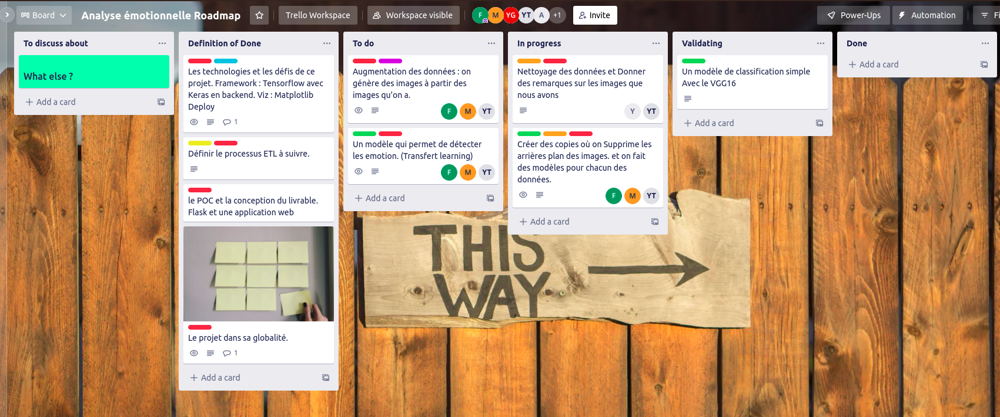 Board
Analyse émotionnelle Roadmap
Trello Workspace
Workspace visible
F
M
YG
YT
A
+1
Invite
Power-Ups
Automation
Fi
To discuss about
What else ?
Add a card
Definition of Done
Les technologies et les défis de ce
projet. Framework : Tensorflow avec
Keras en backend. Viz : Matplotlib
Deploy
1
Définir le processus ETL à suivre.
le POC et la conception du livrable.
Flask et une application web
Le projet dans sa globalité.
1
Add a card
To do
Augmentation des données : on
génère des images à partir des
images qu'on a.
F
M
YT
Un modèle qui permet de détecter
les emotion. (Transfert learning)
F
M
YT
Add a card
In progress
Nettoyage des données et Donner
des remarques sur les images que
nous avons
Y
YT
Créer des copies où on Supprime les
arrières plan des images. et on fait
des modèles pour chacun des
données.
F
M
YT
Add a card
Validating
Un modèle de classification simple
Avec le VGG16
Add a card
Done
Add a card
THIS
WAY